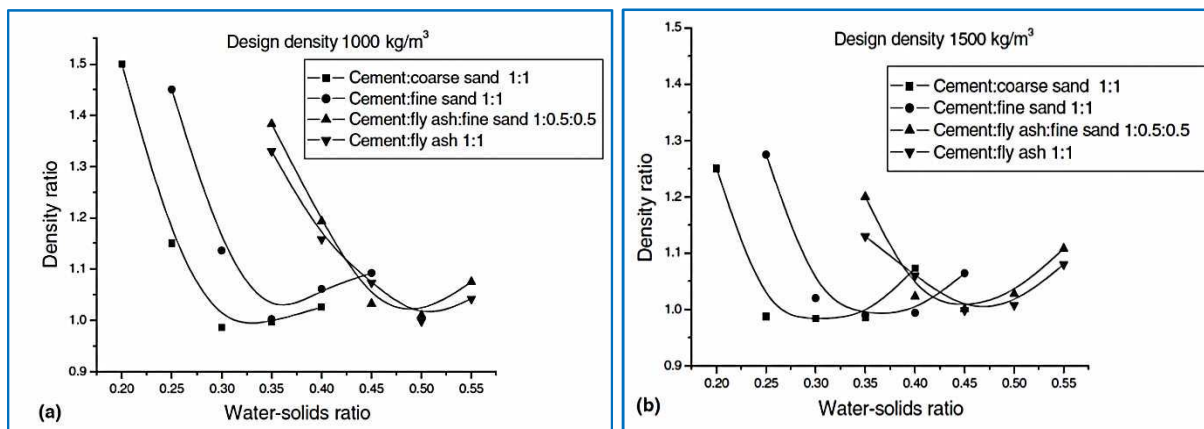 Design density 1000 kg/m³
Cement:coarse sand 1:1
Cement:fine sand 1:1
Cement:fly ash:fine sand 1:0.5:0.5
Cement:fly ash 1:1
Density ratio
1.5
1.4
1.3
1.2
1.1
1.0
0.9
0.20 0.25 0.30 0.35 0.40 0.45 0.50 0.55
(a)
Water-solids ratio
Design density 1500 kg/m³
Cement:coarse sand 1:1
Cement:fine sand 1:1
Cement:fly ash:fine sand 1:0.5:0.5
Cement:fly ash 1:1
Density ratio
1.5
1.4
1.3
1.2
1.1
1.0
0.9
0.20 0.25 0.30 0.35 0.40 0.45 0.50 0.55
(b)
Water-solids ratio